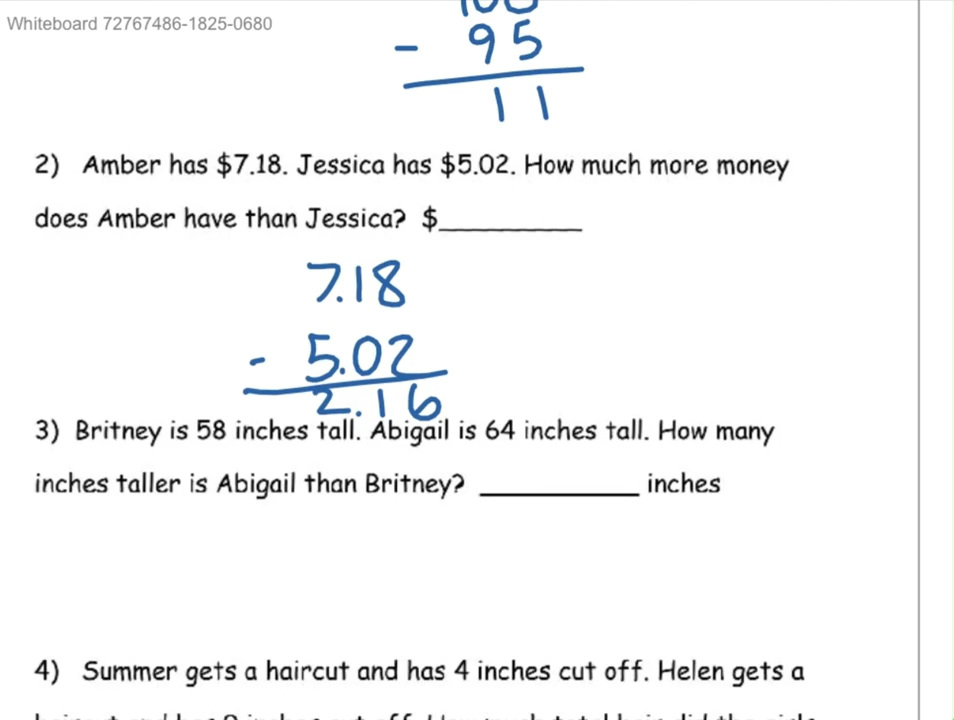 Whiteboard 72767486-1825-0680
- 95
11
2) Amber has $7.18. Jessica has $5.02. How much more money
does Amber have than Jessica? $__________
7.18
- 5.02
2.16
3) Britney is 58 inches tall. Abigail is 64 inches tall. How many
inches taller is Abigail than Britney? __________ inches
4) Summer gets a haircut and has 4 inches cut off. Helen gets a